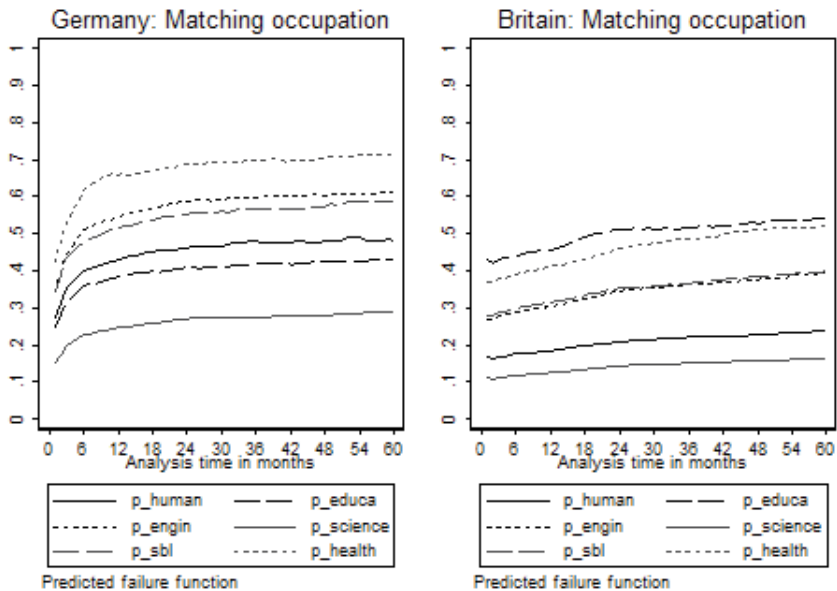 Germany: Matching occupation
1
.9
.8
.7
.6
.5
.4
.3
.2
.1
0
0 6 12 18 24 30 36 42 48 54 60
Analysis time in months
p_human p_educa
p_engin p_science
p_sbl p_health
Predicted failure function
Britain: Matching occupation
1
.9
.8
.7
.6
.5
.4
.3
.2
.1
0
0 6 12 18 24 30 36 42 48 54 60
Analysis time in months
p_human p_educa
p_engin p_science
p_sbl p_health
Predicted failure function